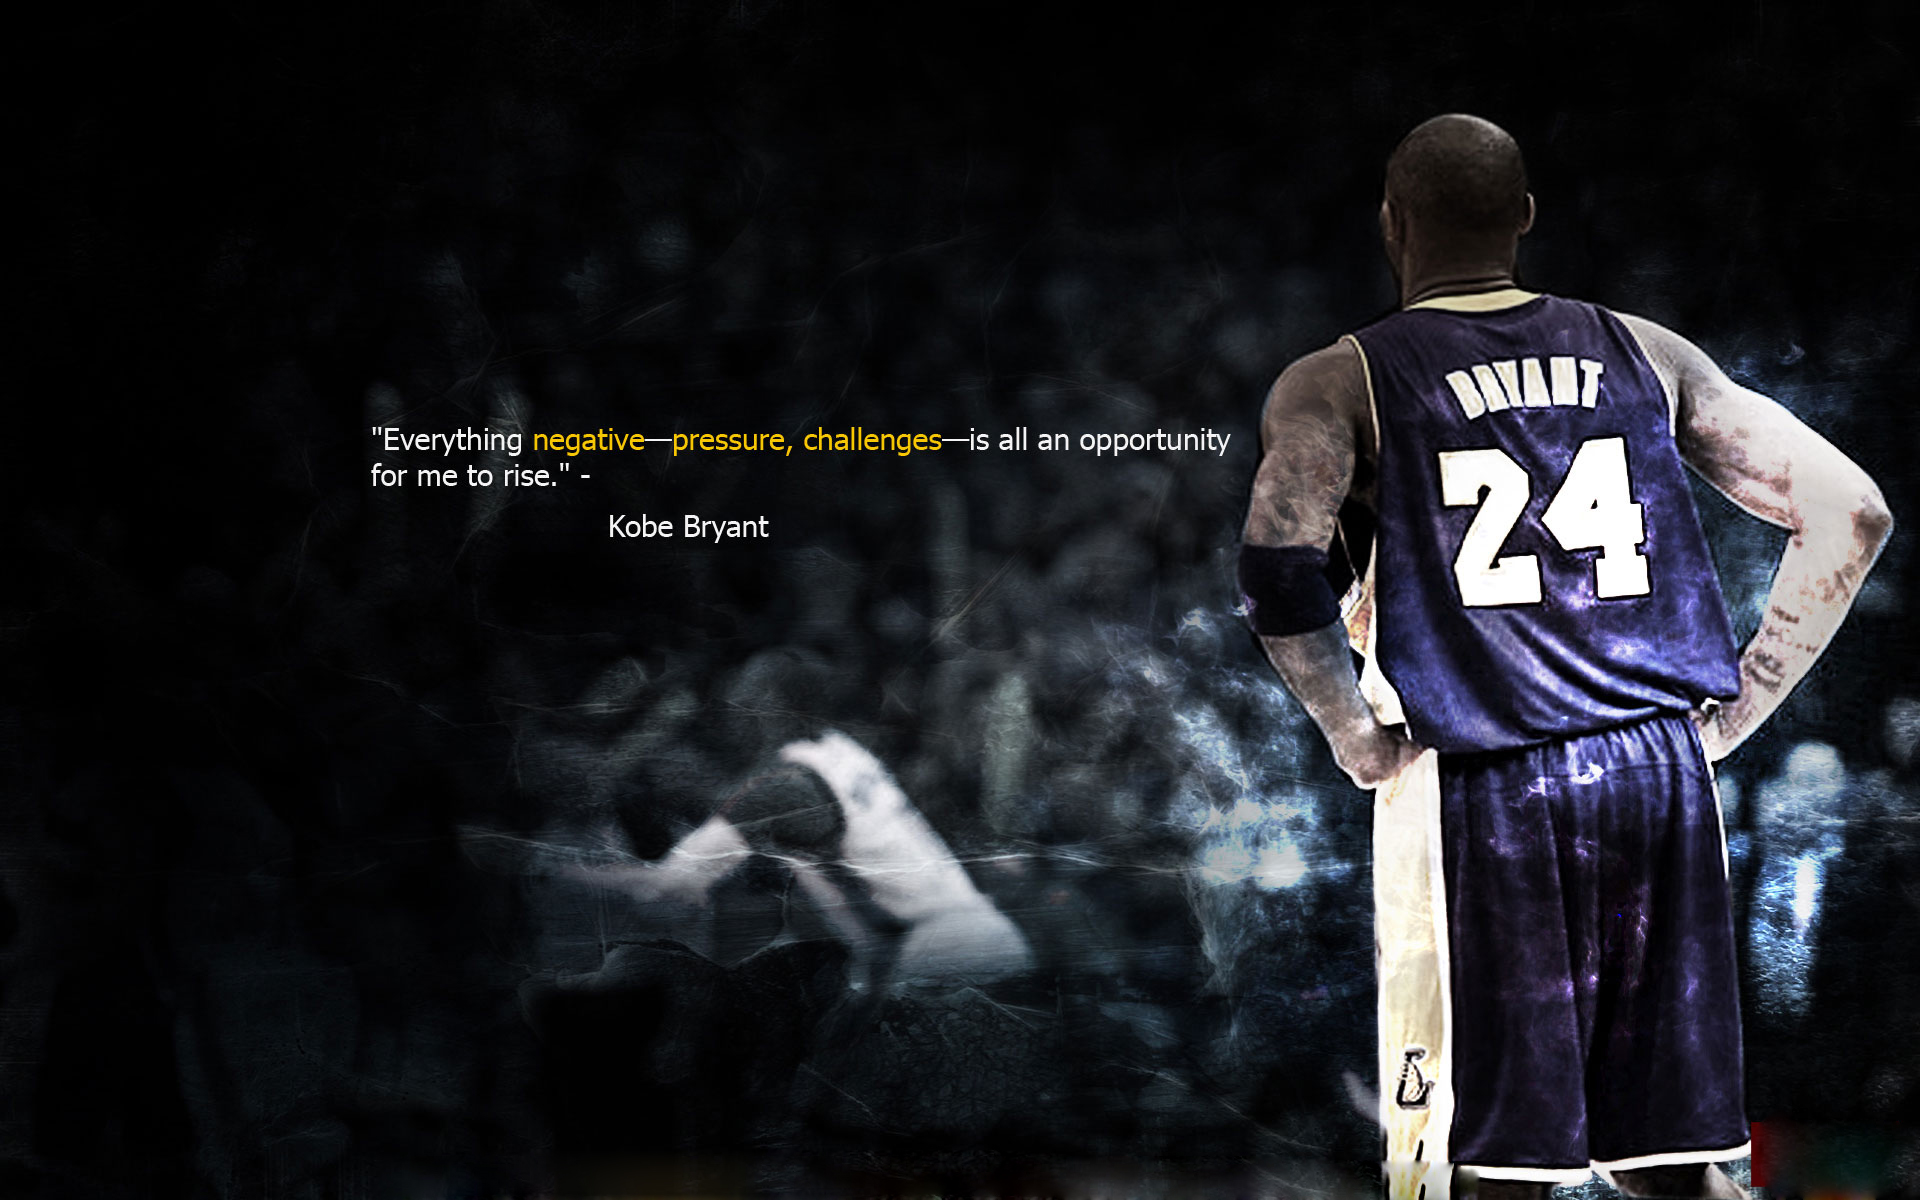 "Everything negative—pressure, challenges—is all an opportunity
for me to rise." -
Kobe Bryant
BRYANT
24